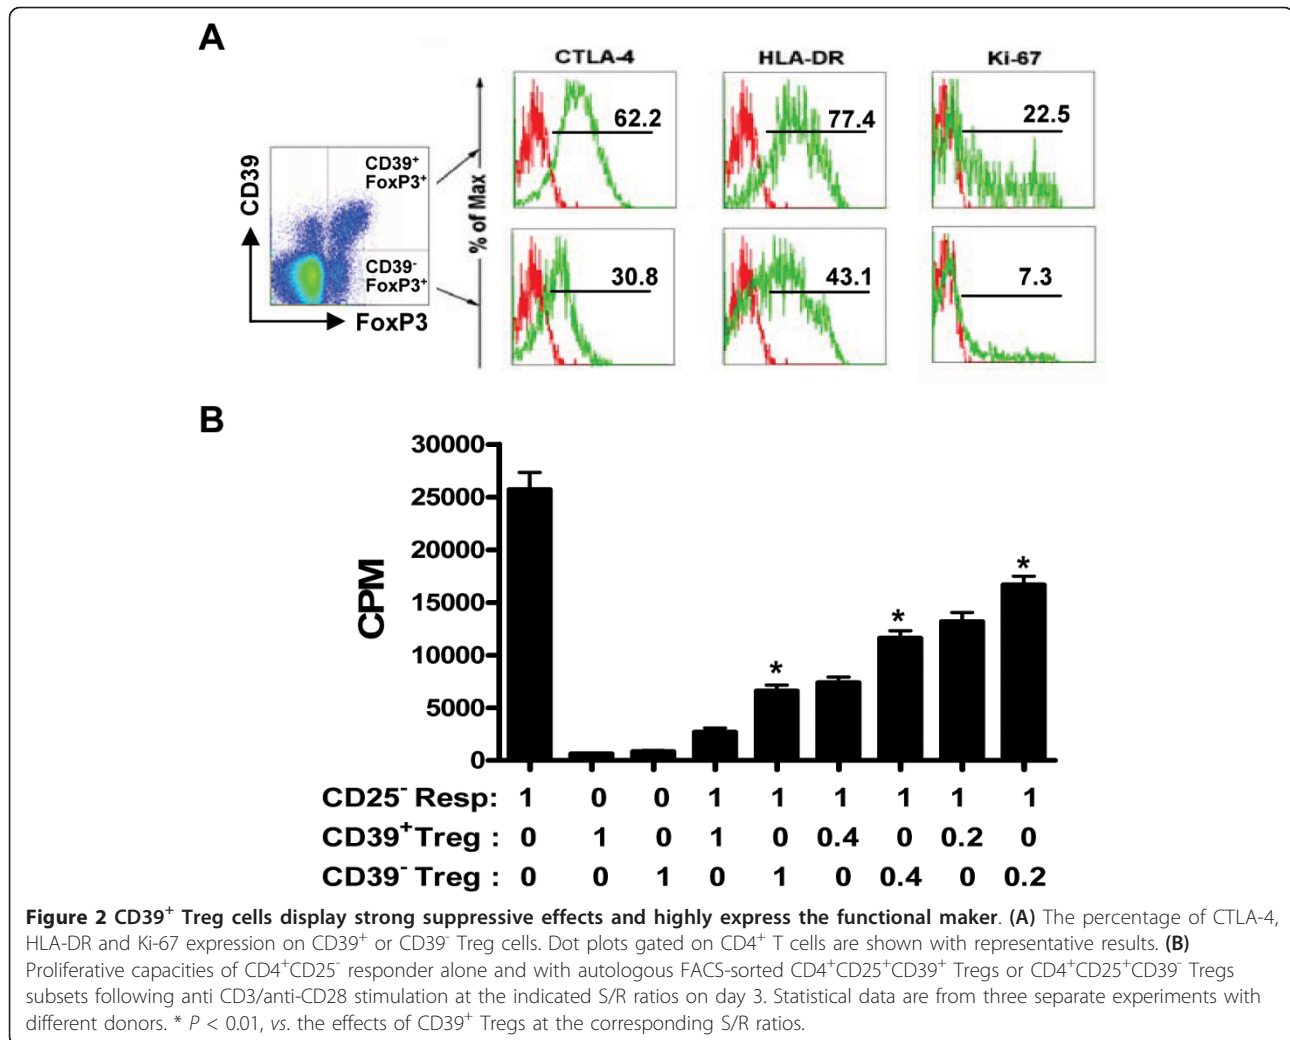 A
CTLA-4 HLA-DR Ki-67
62.2 77.4 22.5
CD39
CD39⁺
FoxP3⁺
% of Max
CD39⁻
FoxP3⁺
30.8 43.1 7.3
FoxP3
B
30000
25000
20000
15000
10000
5000
0
CPM
* * *
CD25⁻ Resp: 1 0 0 1 1 1 1 1 1
CD39⁺ Treg : 0 1 0 1 0 0.4 0 0.2 0
CD39⁻ Treg : 0 0 1 0 1 0 0.4 0 0.2
Figure 2 CD39⁺ Treg cells display strong suppressive effects and highly express the functional maker. (A) The percentage of CTLA-4,
HLA-DR and Ki-67 expression on CD39⁺ or CD39⁻ Treg cells. Dot plots gated on CD4⁺ T cells are shown with representative results. (B)
Proliferative capacities of CD4⁺CD25⁻ responder alone and with autologous FACS-sorted CD4⁺CD25⁺CD39⁺ Tregs or CD4⁺CD25⁺CD39⁻ Tregs
subsets following anti CD3/anti-CD28 stimulation at the indicated S/R ratios on day 3. Statistical data are from three separate experiments with
different donors. * P < 0.01, vs. the effects of CD39⁺ Tregs at the corresponding S/R ratios.